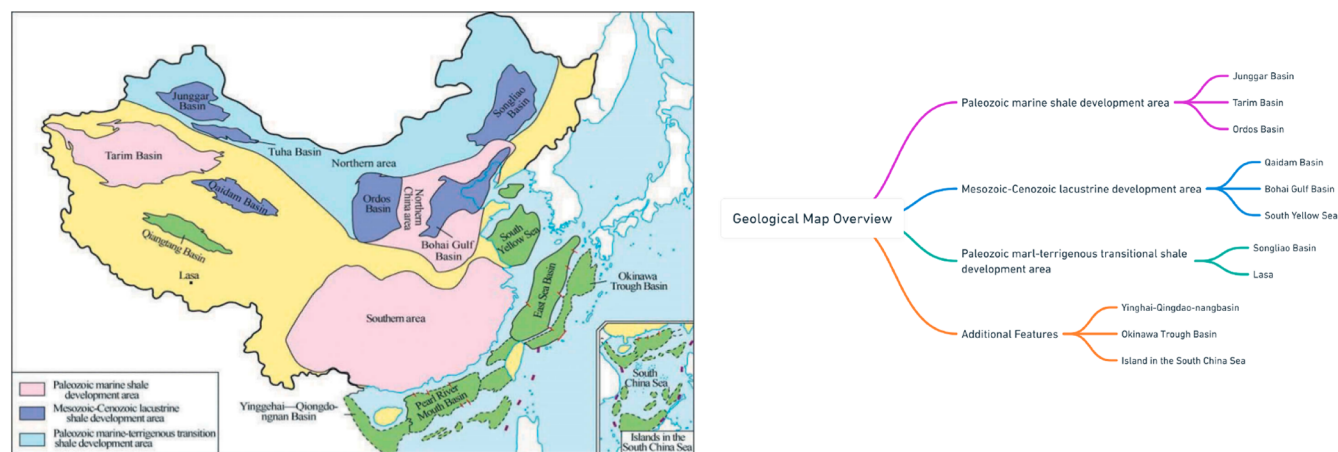 Junggar
Basin
Tuha Basin
Songliao
Basin
Tarim Basin
Northern area
Qaidam Basin
Ordos
Basin
Northern
China area
Bohai Gulf
Basin
Qiangtang Basin
Lasa
South
Yellow Sea
East Sea Basin
Okinawa
Trough Basin
Southern area
Pearl River
Mouth Basin
Yinggehai—Qiongdo-
ngnan Basin
South
China Sea
Islands in the
South China Sea
Paleozoic marine shale
development area
Mesozoic-Cenozoic lacustrine
shale development area
Paleozoic marine-terrigenous transition
shale development area
Geological Map Overview
Paleozoic marine shale development area
Junggar Basin
Tarim Basin
Ordos Basin
Mesozoic-Cenozoic lacustrine development area
Qaidam Basin
Bohai Gulf Basin
South Yellow Sea
Paleozoic marl-terrigenous transitional shale
development area
Songliao Basin
Lasa
Additional Features
Yinghai-Qingdao-nangbasin
Okinawa Trough Basin
Island in the South China Sea